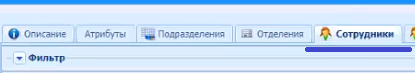 Описание Атрибуты Подразделения Отделения Сотрудники
Фильтр